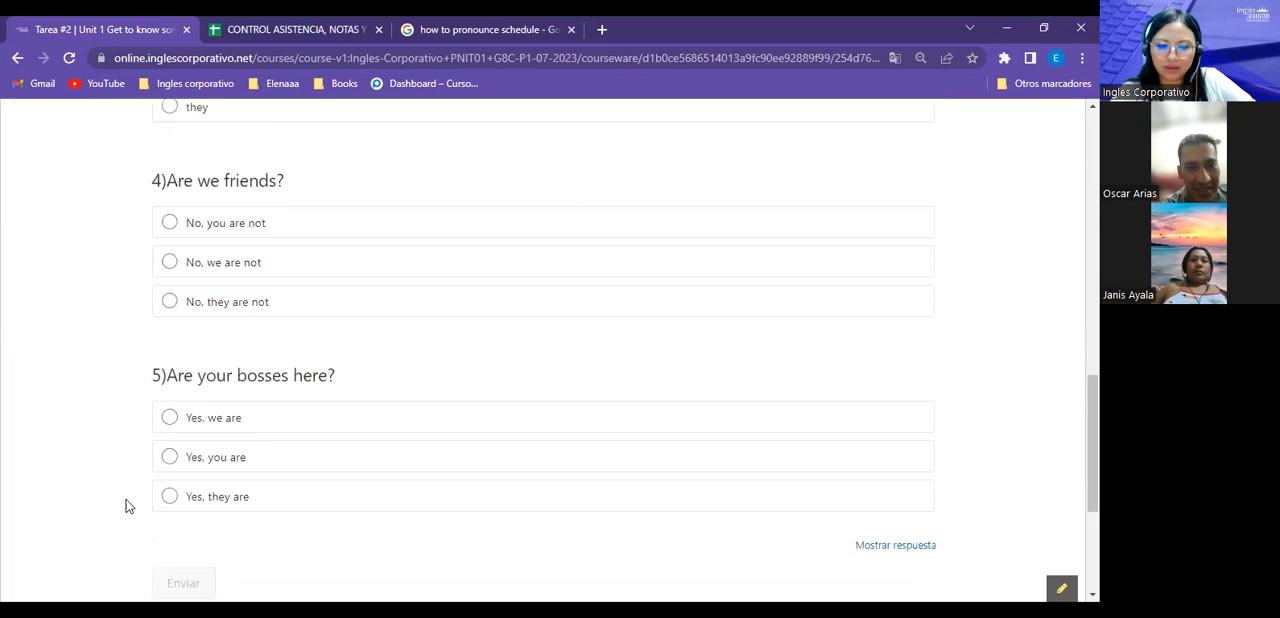 Tarea #2 | Unit 1 Get to know so
CONTROL ASISTENCIA, NOTAS Y
how to pronounce schedule - Go
online.inglescorporativo.net/courses/course-v1:Ingles-Corporativo+PNIT01+G8C-P1-07-2023/courseware/d1b0ce5686514013a9fc90ee92889f99/254d76...
E
Gmail
YouTube
Ingles corporativo
Elenaaa
Books
Dashboard – Curso...
Otros marcadores
they
4)Are we friends?
No, you are not
No, we are not
No, they are not
5)Are your bosses here?
Yes, we are
Yes, you are
Yes, they are
Mostrar respuesta
Enviar
Ingles
Ingles Corporativo
Oscar Arias
Janis Ayala